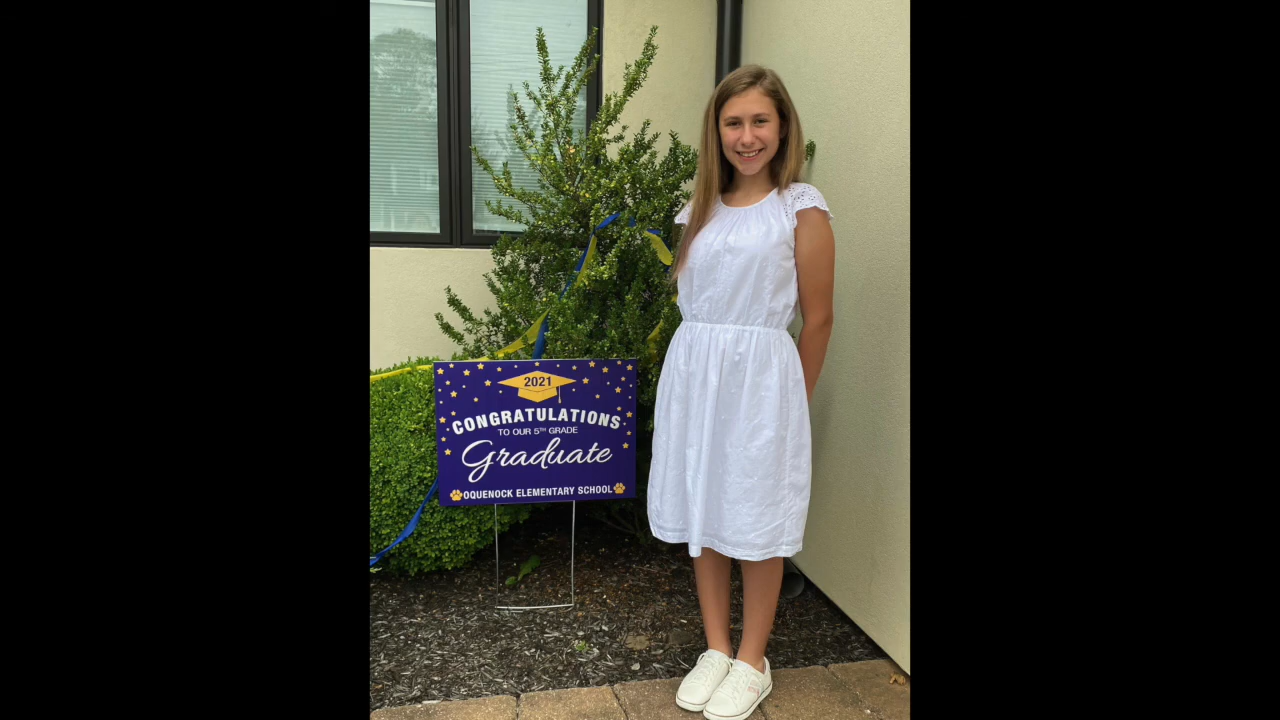 2021
CONGRATULATIONS
TO OUR 5TH GRADE
Graduate
OQUENOCK ELEMENTARY SCHOOL